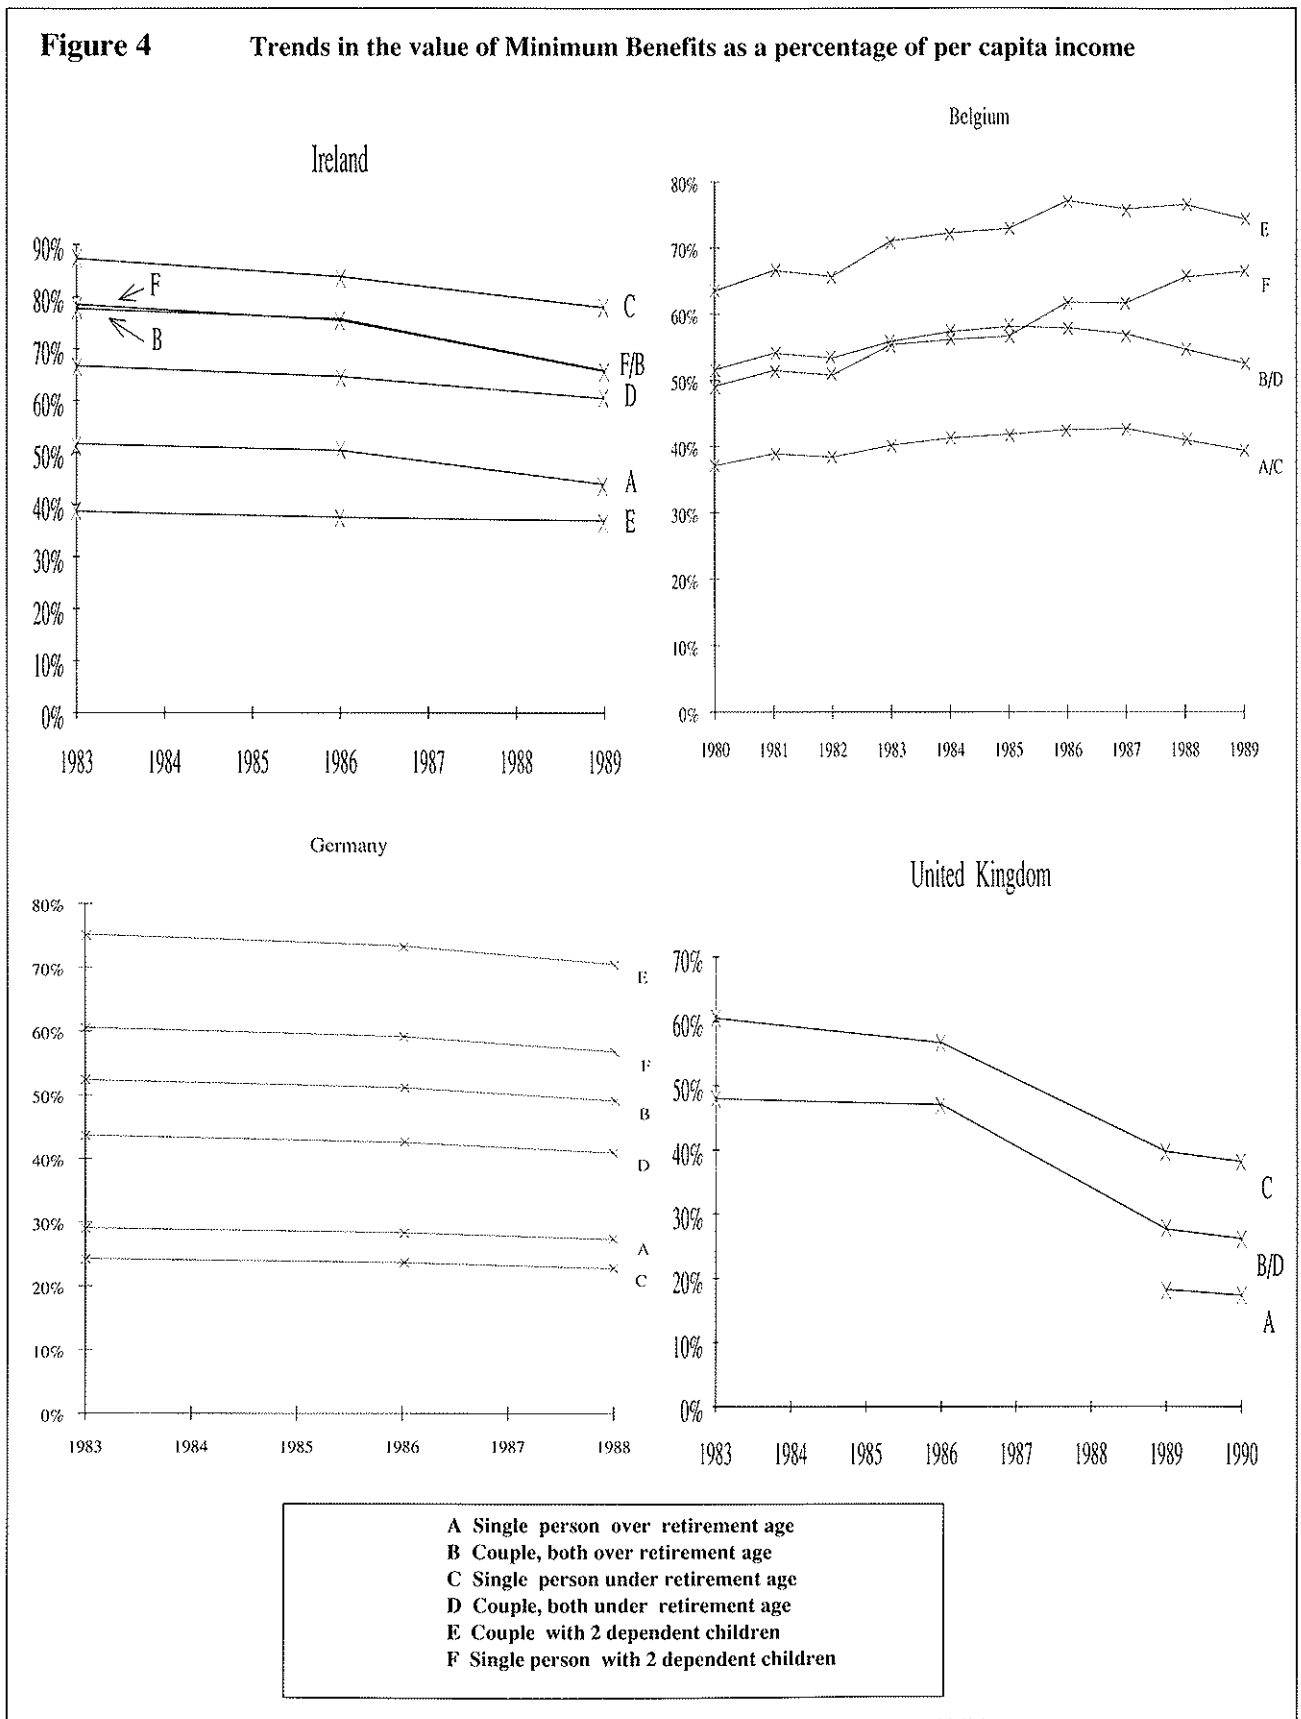 Figure 4 Trends in the value of Minimum Benefits as a percentage of per capita income
Ireland
90%
80%
70%
60%
50%
40%
30%
20%
10%
0%
F
B
C
F/B
D
A
E
1983 1984 1985 1986 1987 1988 1989
Belgium
80%
70%
60%
50%
40%
30%
20%
10%
0%
E
F
B/D
A/C
1980 1981 1982 1983 1984 1985 1986 1987 1988 1989
Germany
80%
70%
60%
50%
40%
30%
20%
10%
0%
E
F
B
D
A
C
1983 1984 1985 1986 1987 1988
United Kingdom
70%
60%
50%
40%
30%
20%
10%
0%
C
B/D
A
1983 1984 1985 1986 1987 1988 1989 1990
A Single person over retirement age
B Couple, both over retirement age
C Single person under retirement age
D Couple, both under retirement age
E Couple with 2 dependent children
F Single person with 2 dependent children